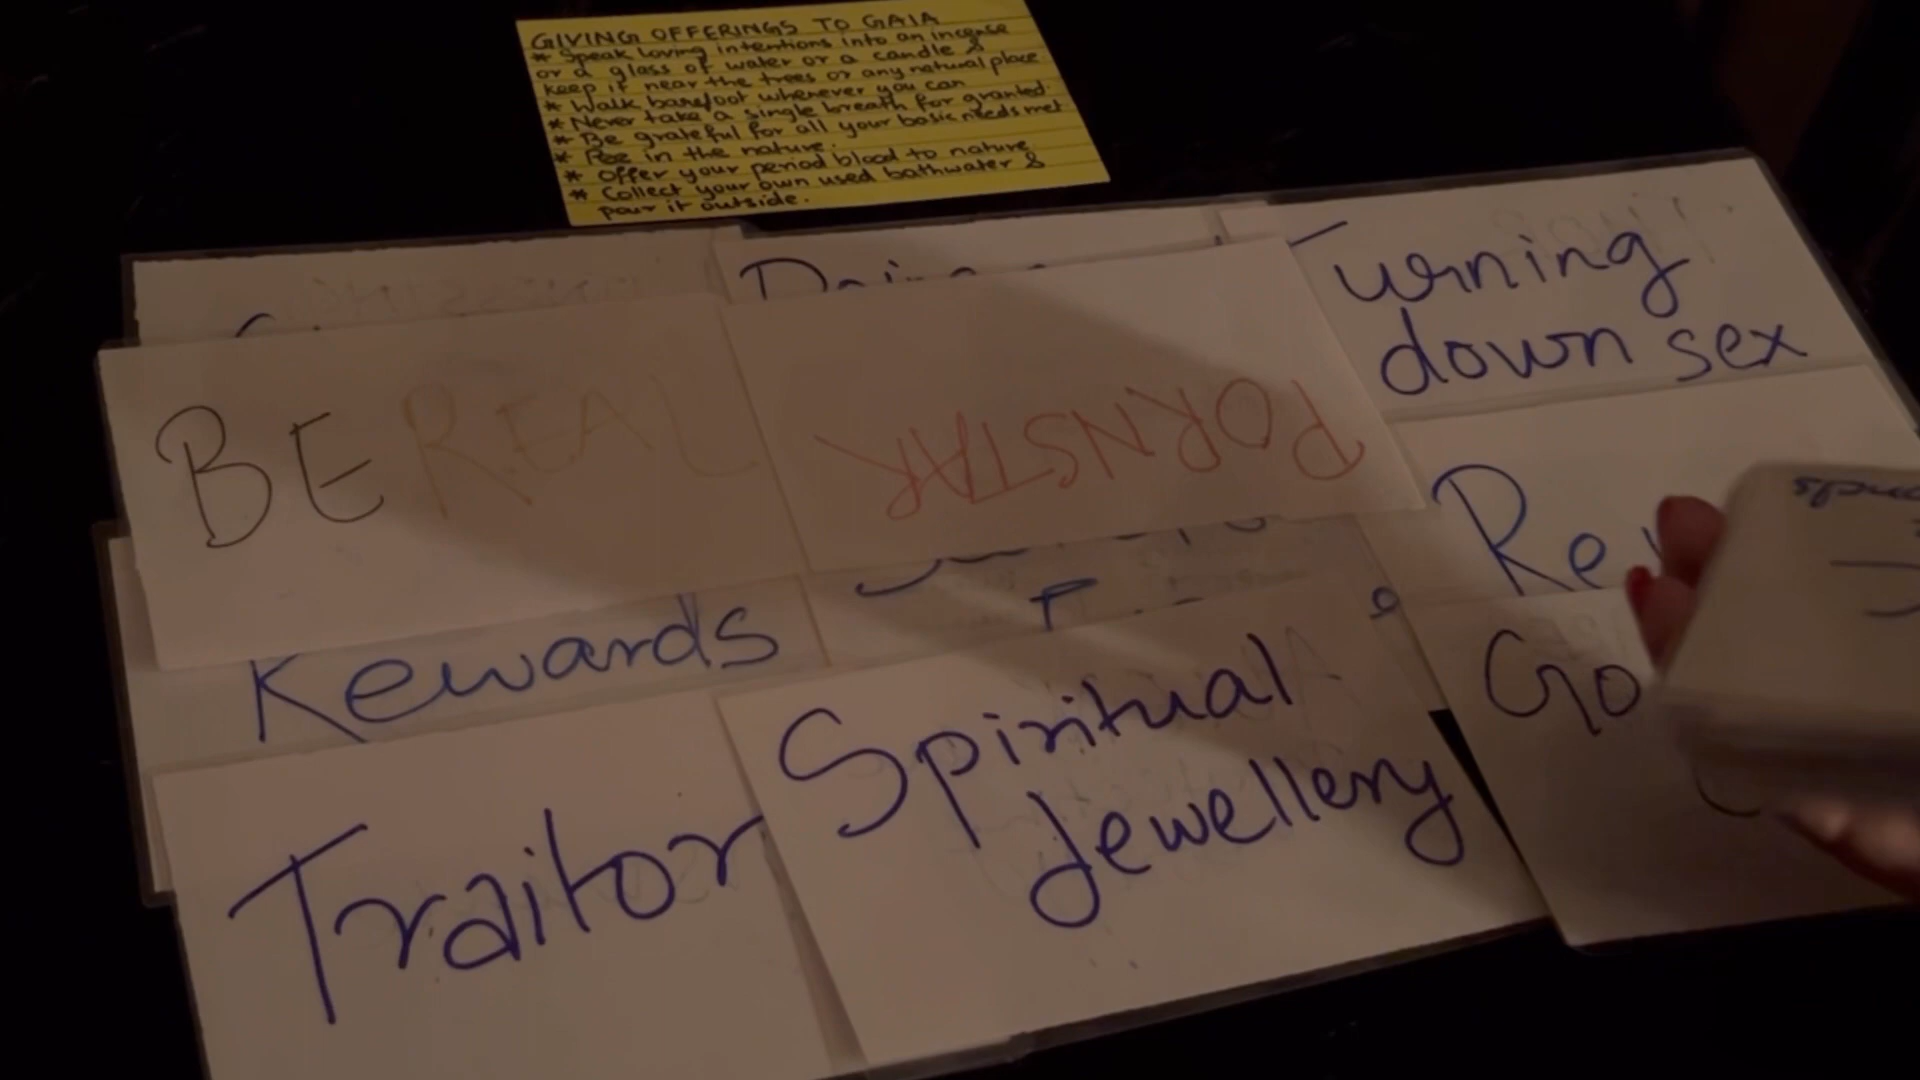 GIVING OFFERINGS TO GAIA
* Speak loving intentions into an incense
or a glass of water or a candle &
keep it near the trees or any natural place
* Walk barefoot wherever you can
* Never take a single breath for granted.
* Be grateful for all your basic needs met
* Pee in the nature.
* Offer your period blood to nature
* Collect your own used bathwater &
pour it outside.
Turning
down sex
BE REAL
PORNSTAR
Rewards
Spiritual
Jewellery
Traitor